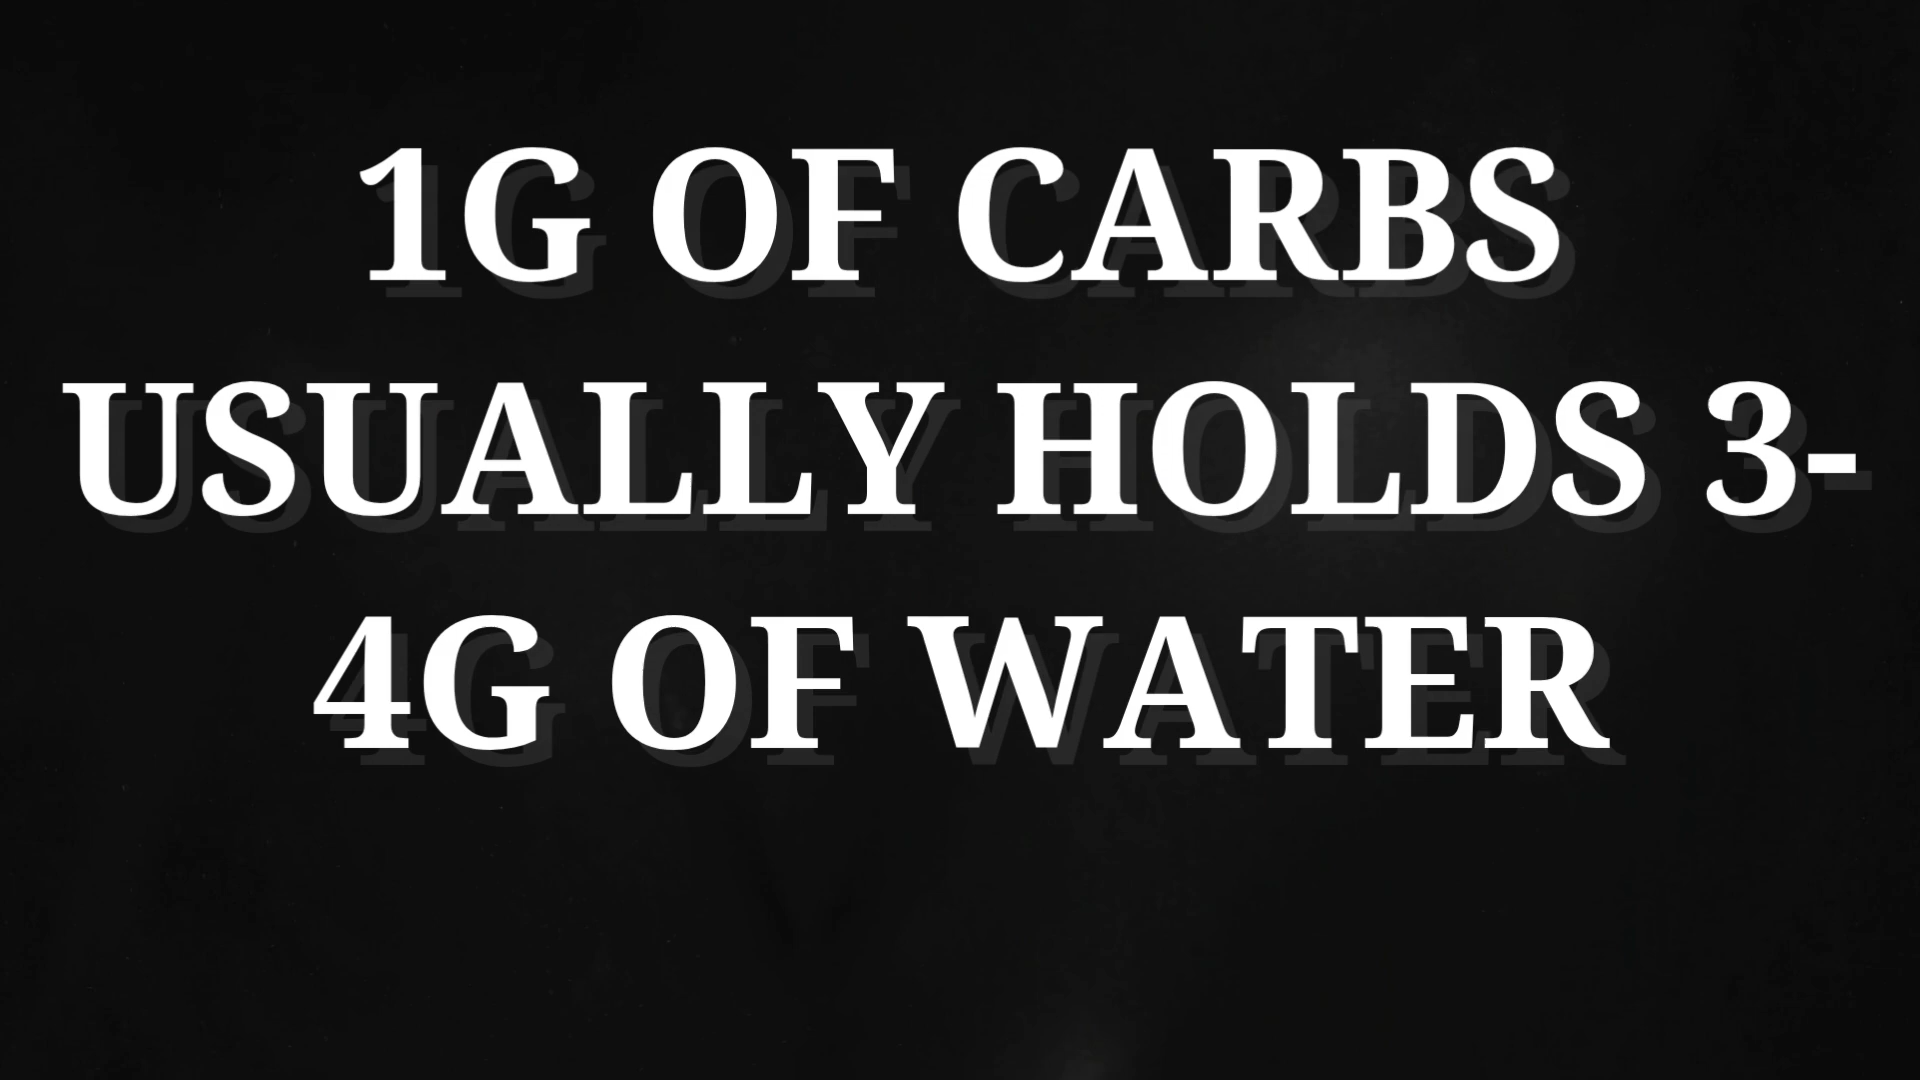 1G OF CARBS
USUALLY HOLDS 3-
4G OF WATER